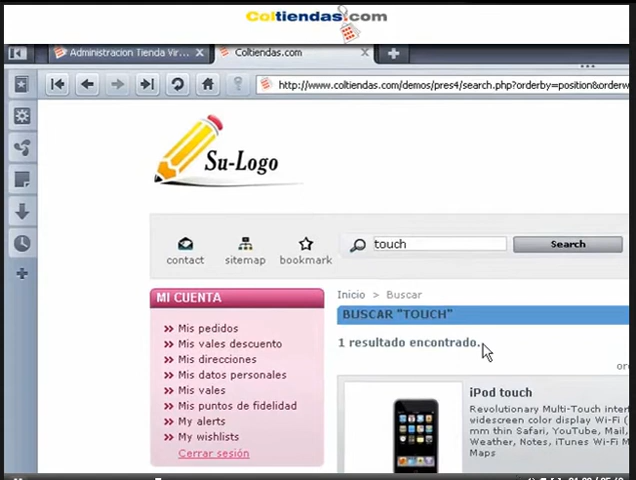 Coltiendas.com
Administracion Tienda Vir...
Coltiendas.com
http://www.coltiendas.com/demos/pres4/search.php?orderby=position&orderw
Su-Logo
touch
Search
contact
sitemap
bookmark
MI CUENTA
Mis pedidos
Mis vales descuento
Mis direcciones
Mis datos personales
Mis vales
Mis puntos de fidelidad
My alerts
My wishlists
Cerrar sesión
Inicio > Buscar
BUSCAR "TOUCH"
1 resultado encontrado.
iPod touch
Revolutionary Multi-Touch inter
widescreen color display Wi-Fi (
mm thin Safari, YouTube, Mail,
Weather, Notes, iTunes Wi-Fi M
Maps